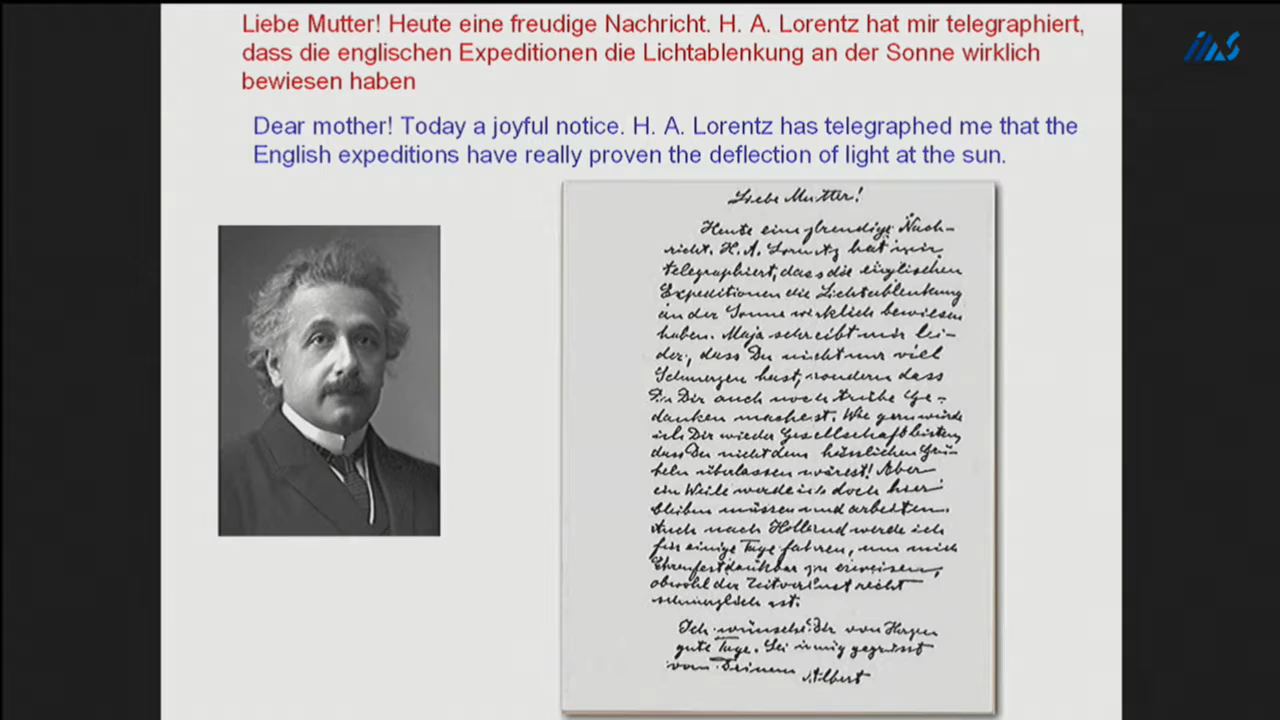 Liebe Mutter! Heute eine freudige Nachricht. H. A. Lorentz hat mir telegraphiert,
dass die englischen Expeditionen die Lichtablenkung an der Sonne wirklich
bewiesen haben
Dear mother! Today a joyful notice. H. A. Lorentz has telegraphed me that the
English expeditions have really proven the deflection of light at the sun.
Liebe Mutter!
Heute eine freudige Nach-
richt. H. A. Lorentz hat mir
telegraphiert, dass die englischen
Expeditionen die Lichtablenkung
an der Sonne wirklich bewiesen
haben. Maja schreibt mir lei-
der, dass Du nicht nur viel
Schmerzen hast, sondern dass
Du Dir auch noch trübe Ge-
danken machst. Wie gern würde
ich Dir wieder Gesellschaft leisten,
dass Du nicht dem hässlichen Grü-
beln überlassen wärest! Aber
ein Weile werde ich doch hier
bleiben müssen und arbeiten.
Auch nach Holland werde ich
für einige Tage fahren, um mich
Ehrenfest dankbar zu erweisen,
obwohl der Zeitverlust recht
schmerzlich ist.
Ich wünsche Dir von Herzen
gute Tage. Sei innig gegrüsst
von Deinem
Albert